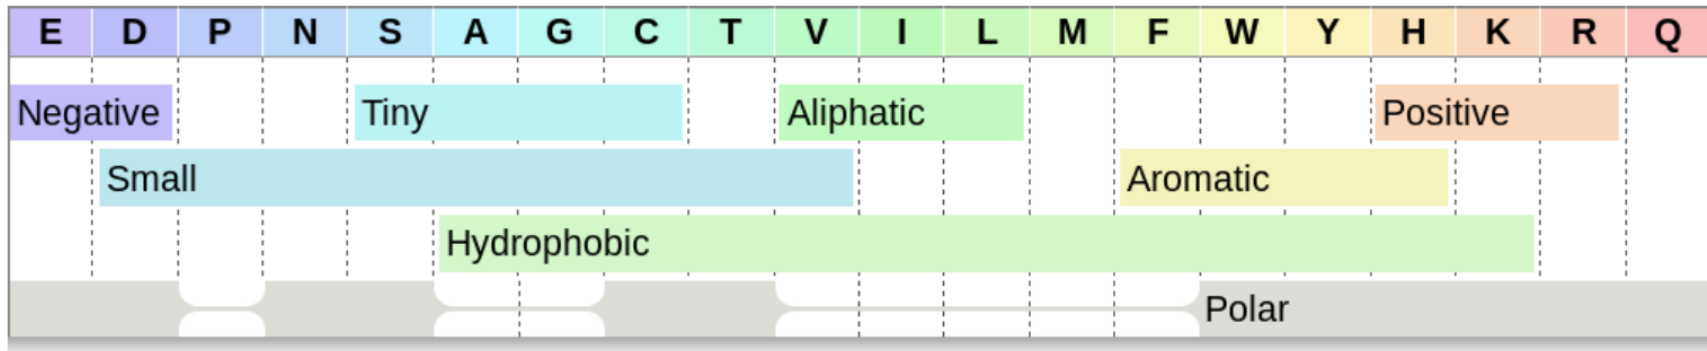 E D P N S A G C T V I L M F W Y H K R Q
Negative Tiny Aliphatic Positive
Small Aromatic
Hydrophobic
Polar